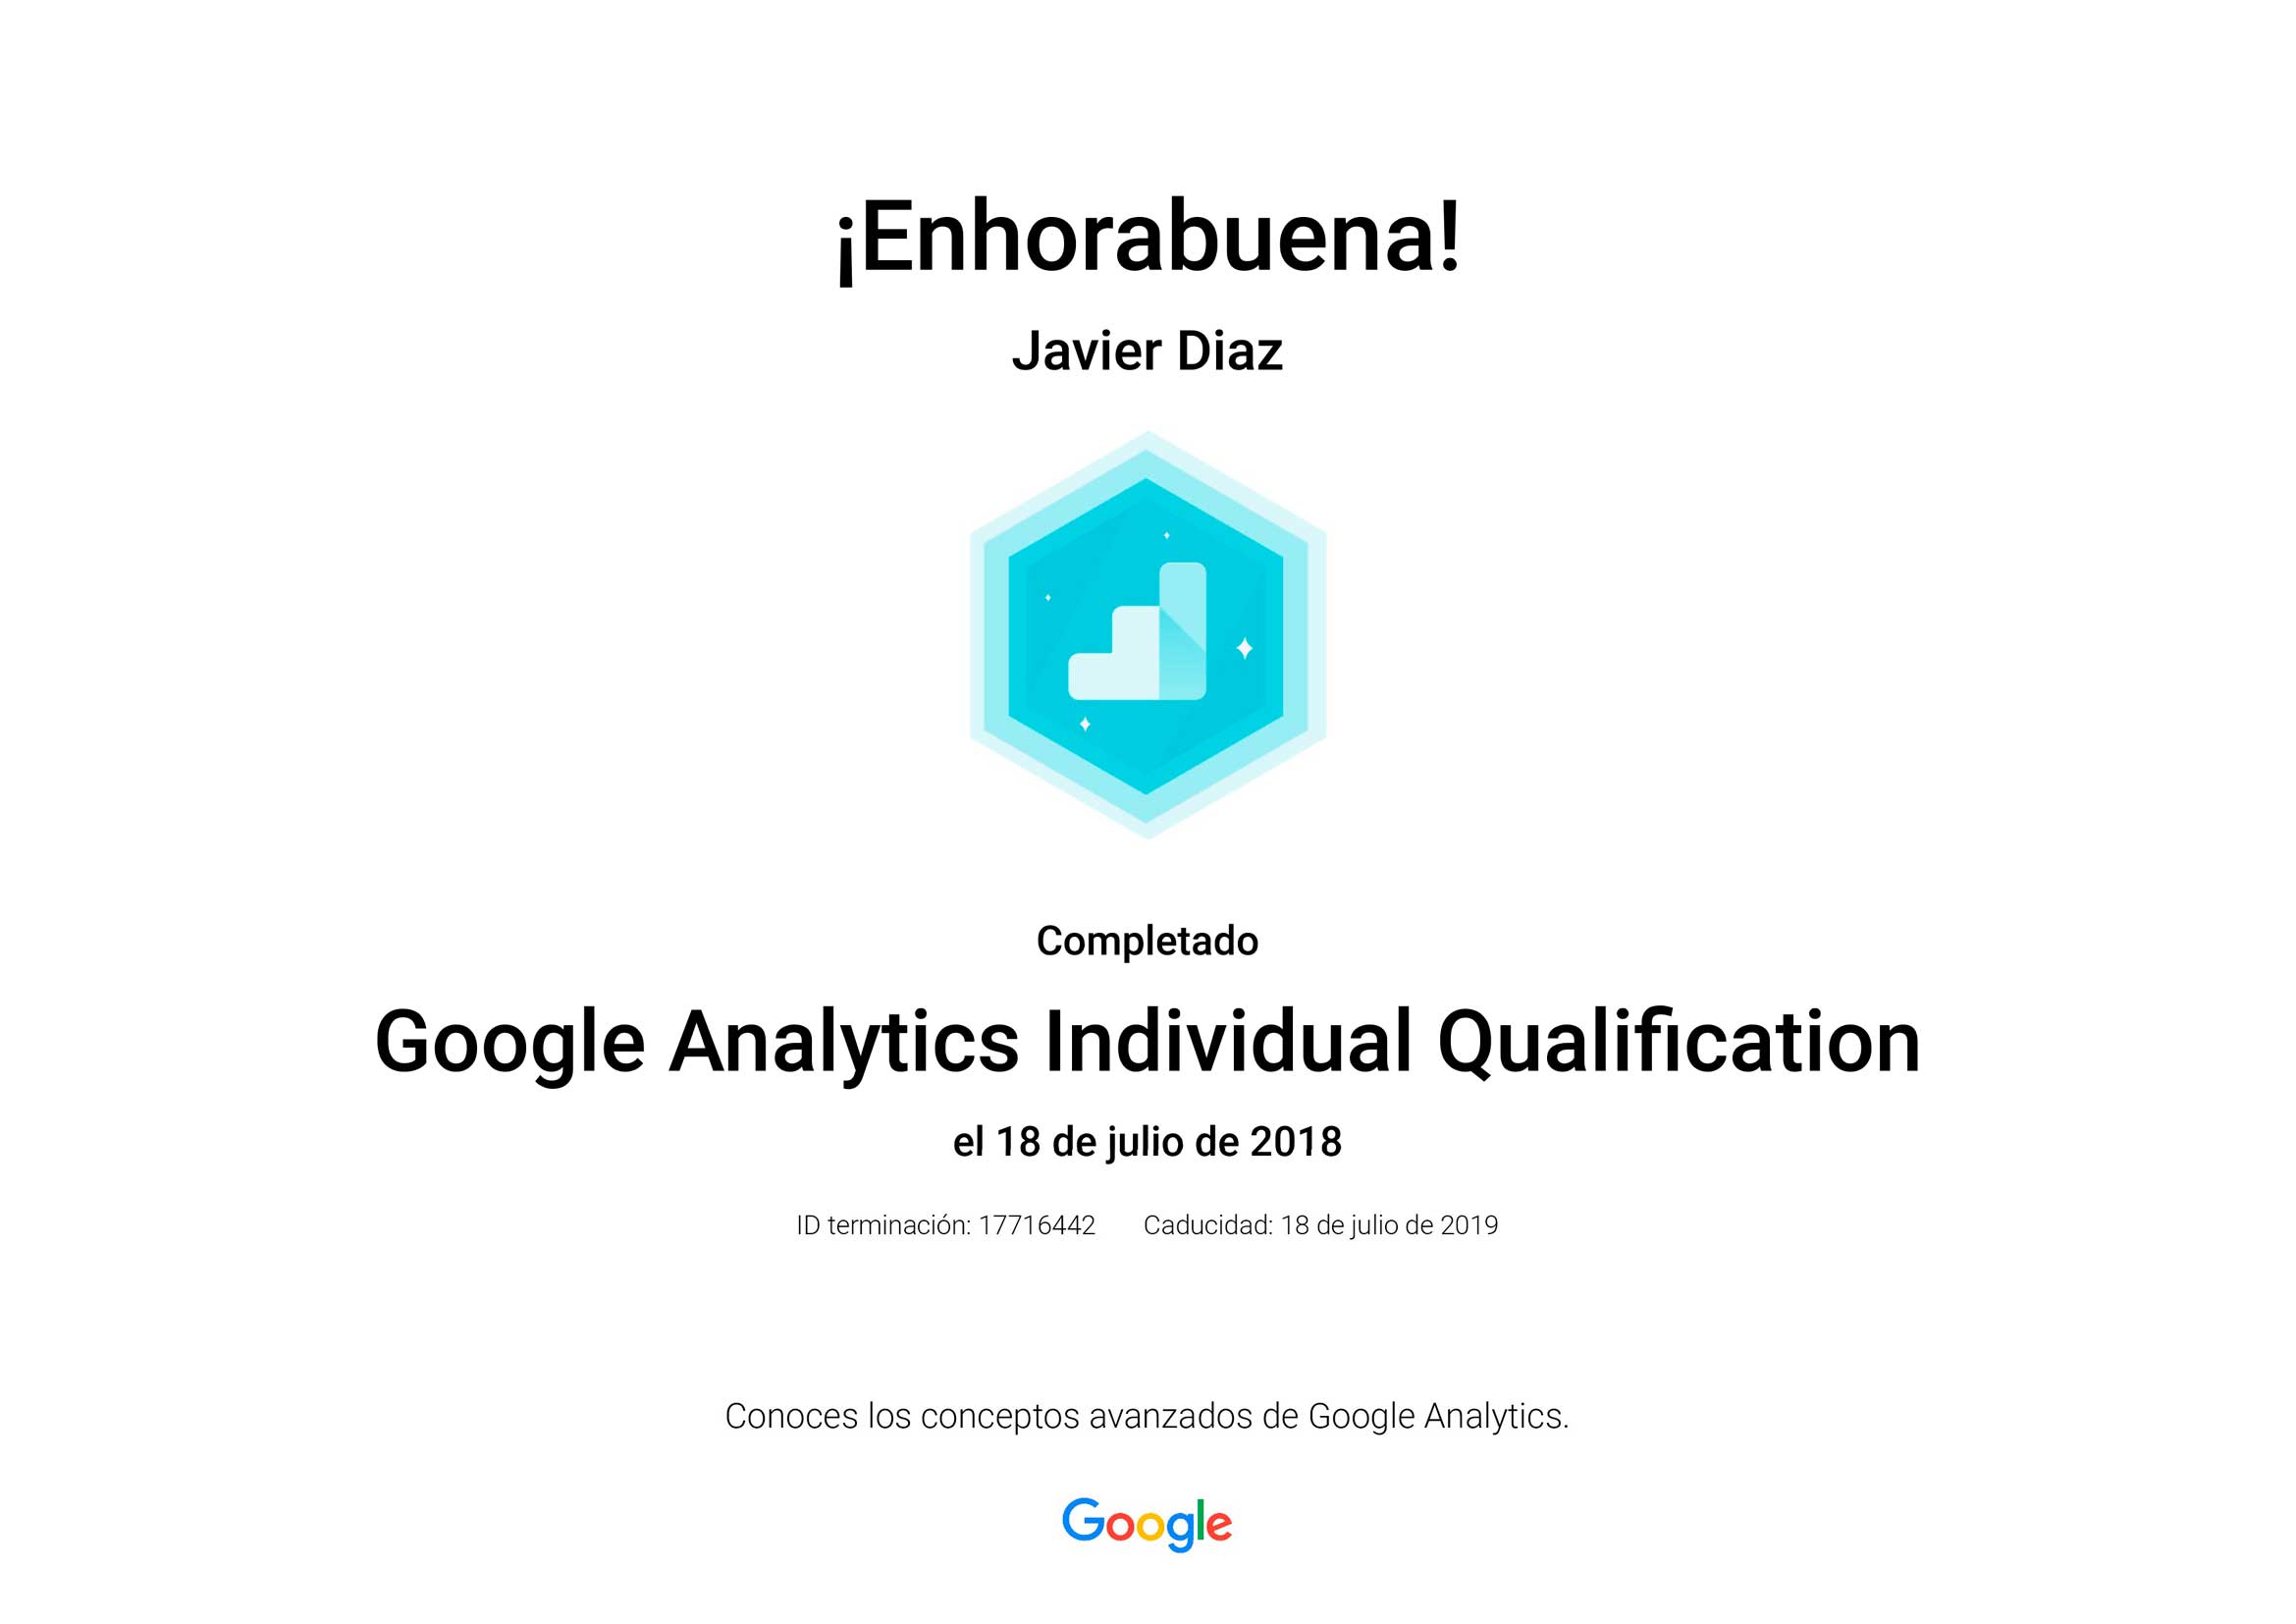 ¡Enhorabuena!
Javier Diaz
Completado
Google Analytics Individual Qualification
el 18 de julio de 2018
ID terminación: 17716442 Caducidad: 18 de julio de 2019
Conoces los conceptos avanzados de Google Analytics.
Google